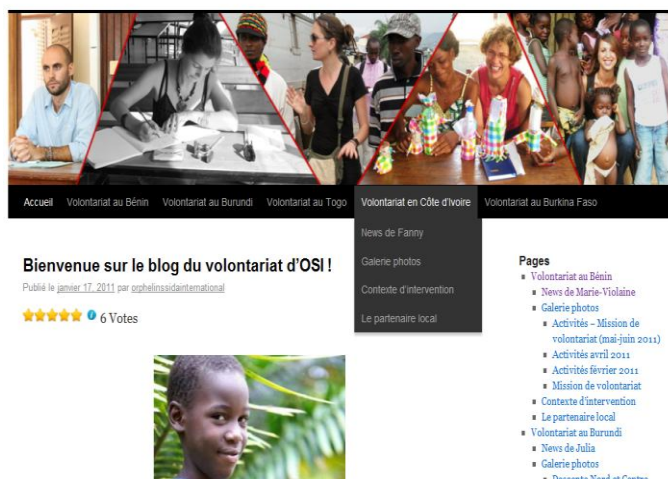 Accueil Volontariat au Bénin Volontariat au Burundi Volontariat au Togo Volontariat en Côte d'Ivoire Volontariat au Burkina Faso
News de Fanny
Galerie photos
Contexte d'intervention
Le partenaire local
Bienvenue sur le blog du volontariat d'OSI !
Publié le janvier 17, 2011 par orphelinssidainternational
6 Votes
Pages
Volontariat au Bénin
News de Marie-Violaine
Galerie photos
Activités – Mission de
volontariat (mai-juin 2011)
Activités avril 2011
Activités février 2011
Mission de volontariat
Contexte d'intervention
Le partenaire local
Volontariat au Burundi
News de Julia
Galerie photos
Descente Nord et Centre